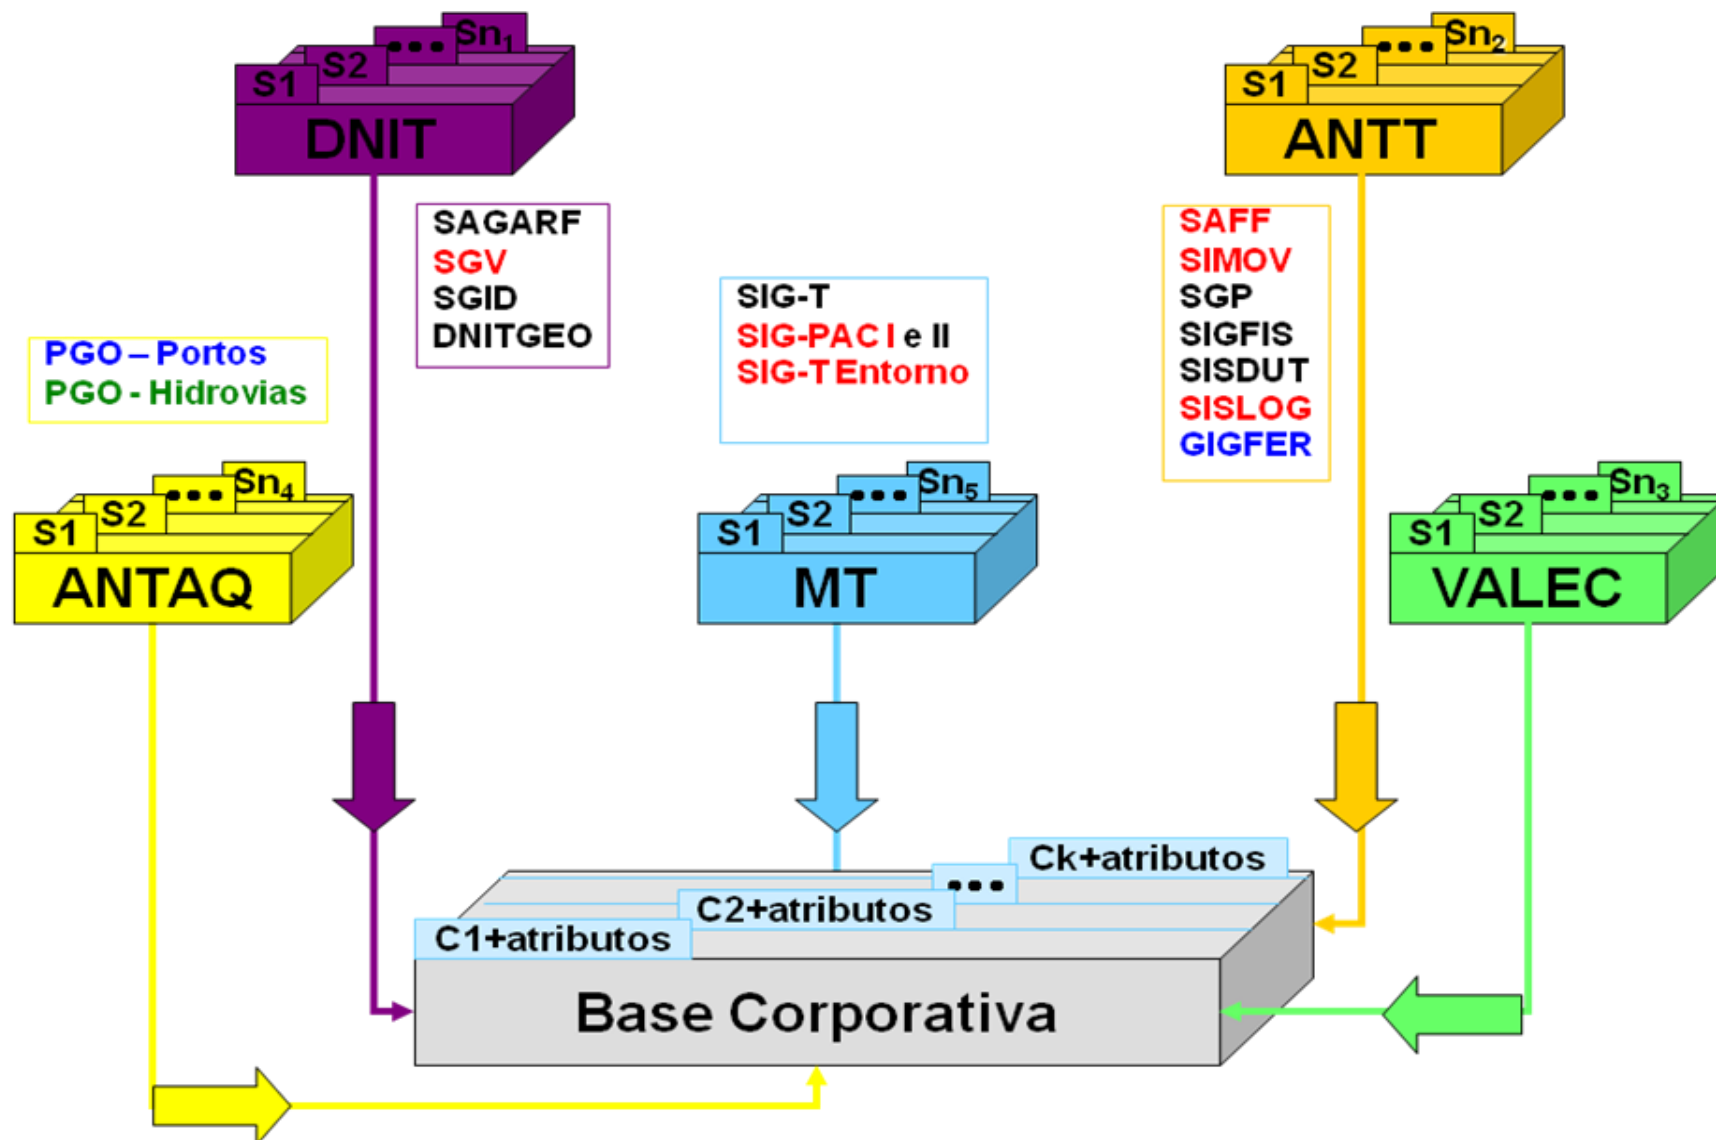 Sn1
...
S2
S1
DNIT
Sn2
...
S2
S1
ANTT
SAGARF
SGV
SGID
DNITGEO
SAFF
SIMOV
SGP
SIGFIS
SISDUT
SISLOG
GIGFER
SIG-T
SIG-PAC I e II
SIG-T Entorno
PGO – Portos
PGO - Hidrovias
Sn4
...
S2
S1
ANTAQ
Sn5
...
S2
S1
MT
Sn3
...
S2
S1
VALEC
Ck+atributos
...
C2+atributos
C1+atributos
Base Corporativa